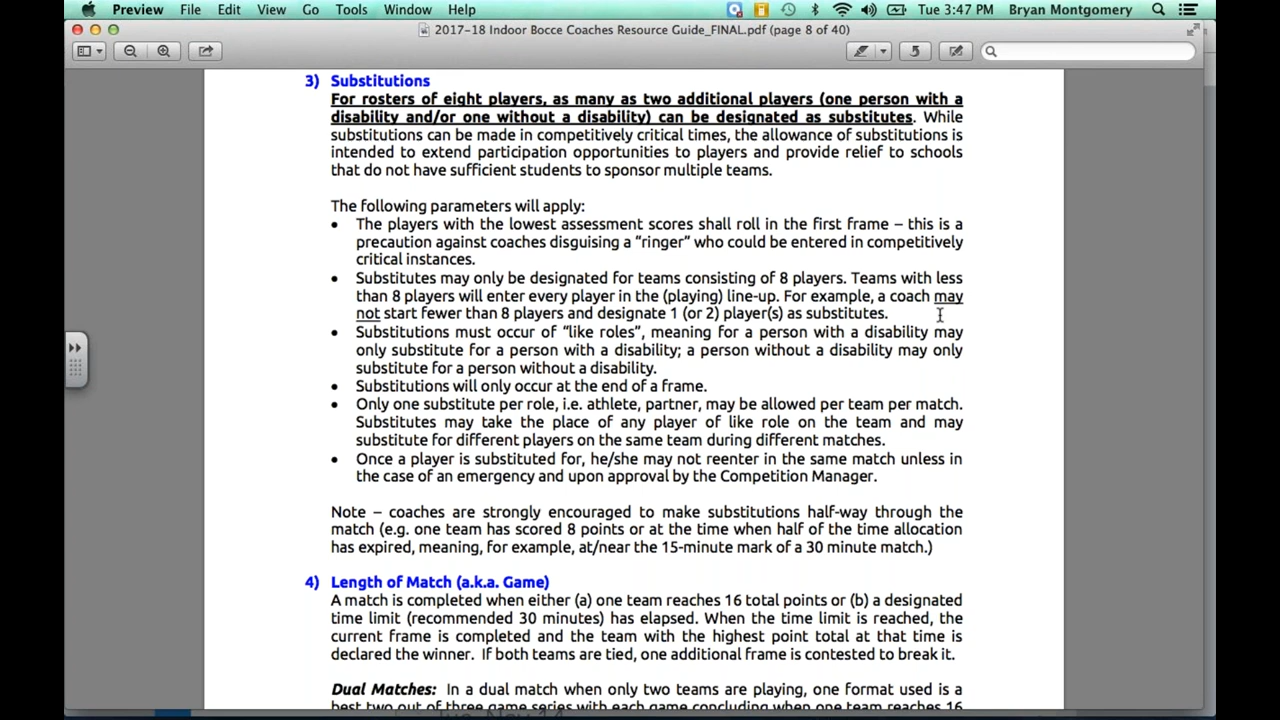 Preview File Edit View Go Tools Window Help Tue 3:47 PM Bryan Montgomery
2017-18 Indoor Bocce Coaches Resource Guide_FINAL.pdf (page 8 of 40)
3) Substitutions
For rosters of eight players, as many as two additional players (one person with a
disability and/or one without a disability) can be designated as substitutes. While
substitutions can be made in competitively critical times, the allowance of substitutions is
intended to extend participation opportunities to players and provide relief to schools
that do not have sufficient students to sponsor multiple teams.
The following parameters will apply:
• The players with the lowest assessment scores shall roll in the first frame – this is a
precaution against coaches disguising a “ringer” who could be entered in competitively
critical instances.
• Substitutes may only be designated for teams consisting of 8 players. Teams with less
than 8 players will enter every player in the (playing) line-up. For example, a coach may
not start fewer than 8 players and designate 1 (or 2) player(s) as substitutes.
• Substitutions must occur of “like roles”, meaning for a person with a disability may
only substitute for a person with a disability; a person without a disability may only
substitute for a person without a disability.
• Substitutions will only occur at the end of a frame.
• Only one substitute per role, i.e. athlete, partner, may be allowed per team per match.
Substitutes may take the place of any player of like role on the team and may
substitute for different players on the same team during different matches.
• Once a player is substituted for, he/she may not reenter in the same match unless in
the case of an emergency and upon approval by the Competition Manager.
Note – coaches are strongly encouraged to make substitutions half-way through the
match (e.g. one team has scored 8 points or at the time when half of the time allocation
has expired, meaning, for example, at/near the 15-minute mark of a 30 minute match.)
4) Length of Match (a.k.a. Game)
A match is completed when either (a) one team reaches 16 total points or (b) a designated
time limit (recommended 30 minutes) has elapsed. When the time limit is reached, the
current frame is completed and the team with the highest point total at that time is
declared the winner. If both teams are tied, one additional frame is contested to break it.
Dual Matches: In a dual match when only two teams are playing, one format used is a
best two out of three game series with each game concluding when one team reaches 16
Tue, Nov 14